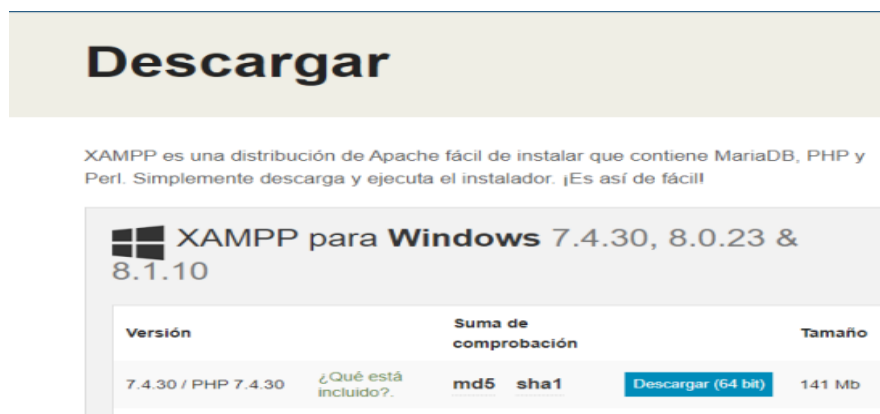 Descargar
XAMPP es una distribución de Apache fácil de instalar que contiene MariaDB, PHP y
Perl. Simplemente descarga y ejecuta el instalador. ¡Es así de fácil!
XAMPP para Windows 7.4.30, 8.0.23 &
8.1.10
Versión Suma de comprobación Tamaño
7.4.30 / PHP 7.4.30 ¿Qué está incluido?. md5 sha1 Descargar (64 bit) 141 Mb